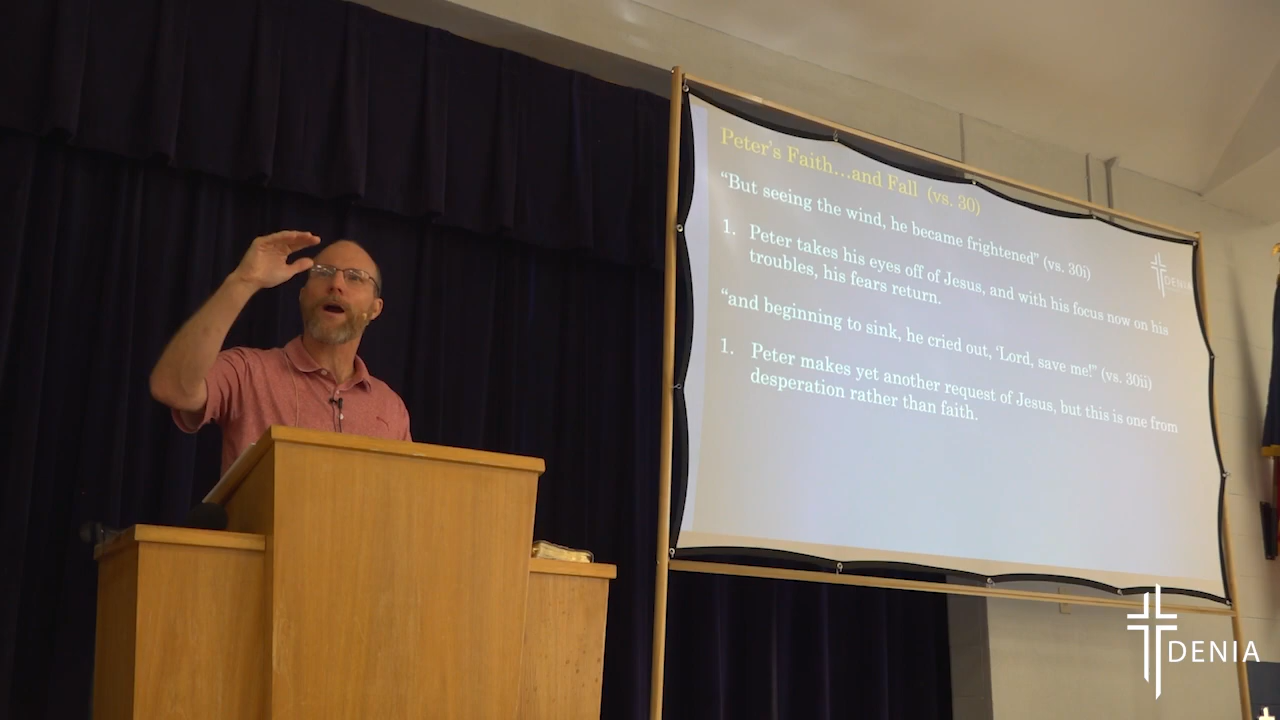 Peter's Faith...and Fall (vs. 30)
“But seeing the wind, he became frightened” (vs. 30i)
1. Peter takes his eyes off of Jesus, and with his focus now on his
troubles, his fears return.
“and beginning to sink, he cried out, ‘Lord, save me!” (vs. 30ii)
1. Peter makes yet another request of Jesus, but this is one from
desperation rather than faith.
DENIA
DENIA